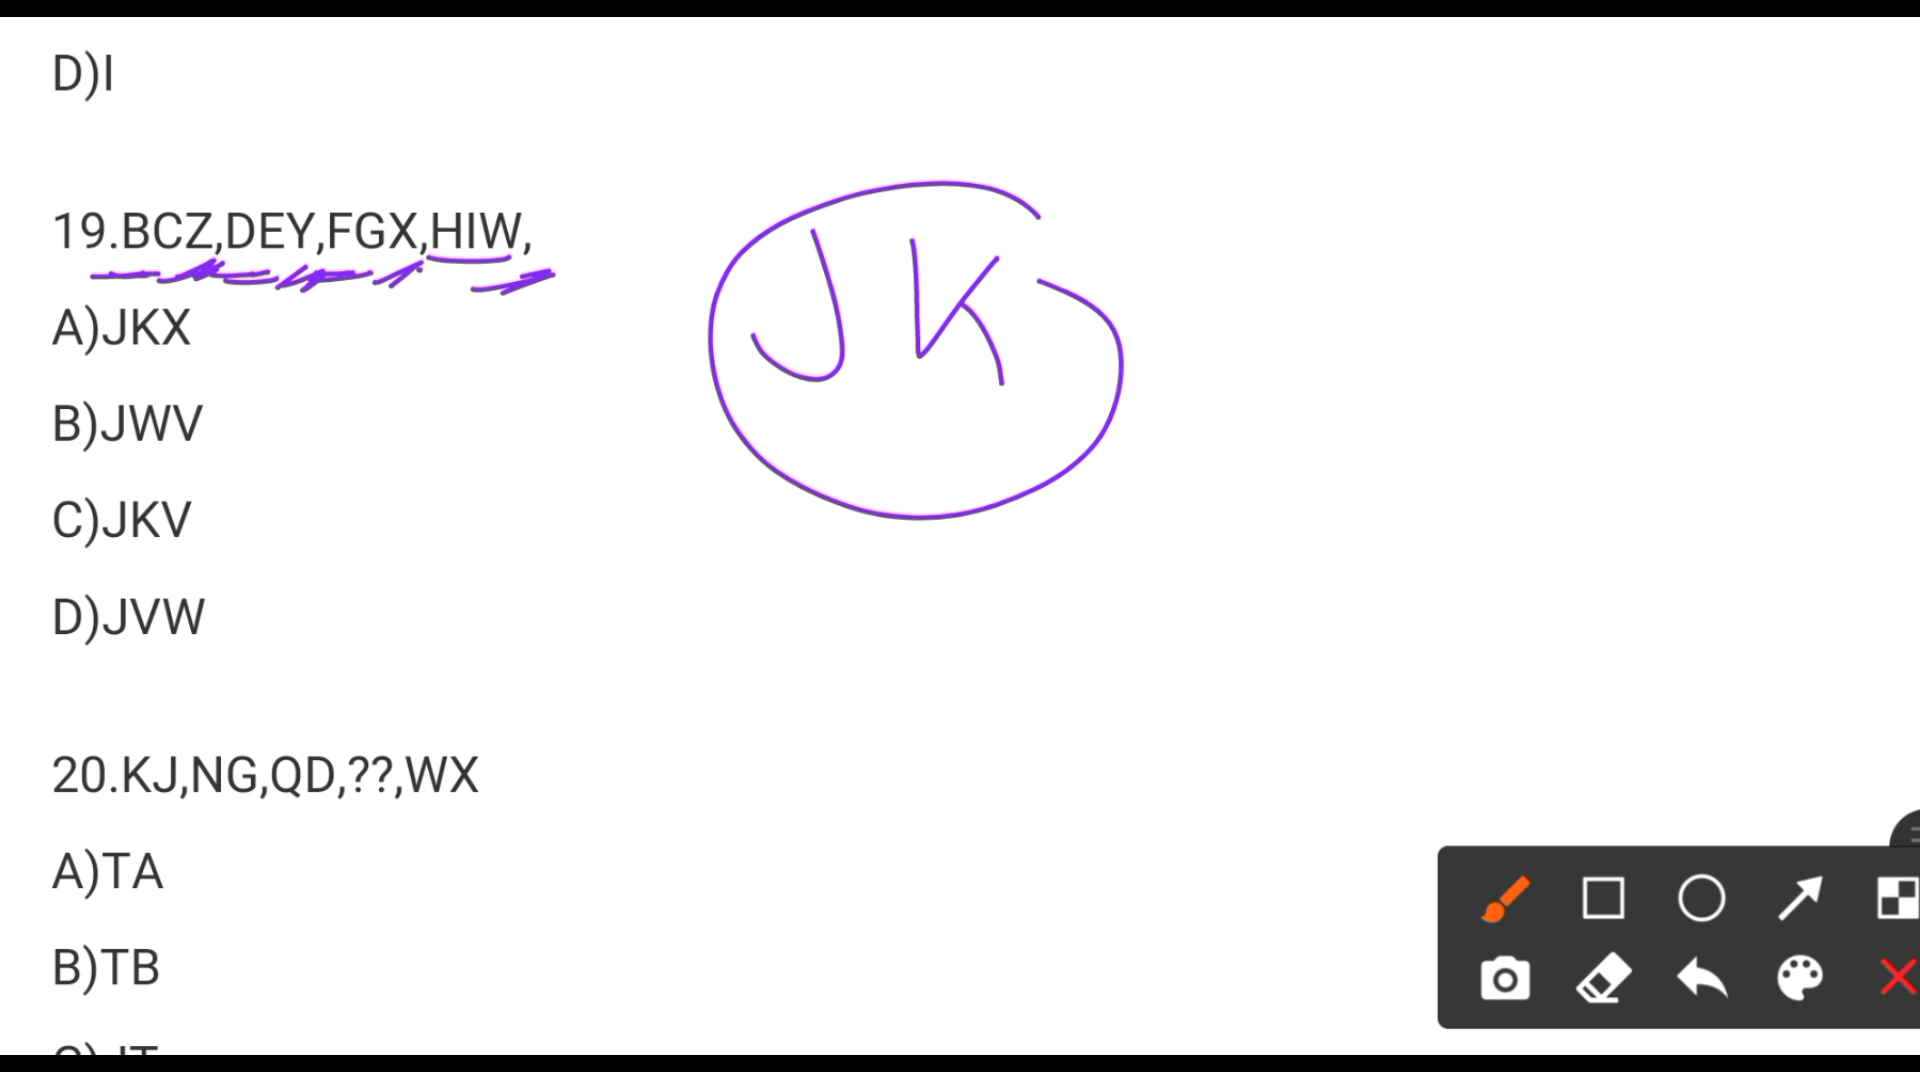 D)I
19.BCZ,DEY,FGX,HIW,
JK
A)JKX
B)JWV
C)JKV
D)JVW
20.KJ,NG,QD,??,WX
A)TA
B)TB